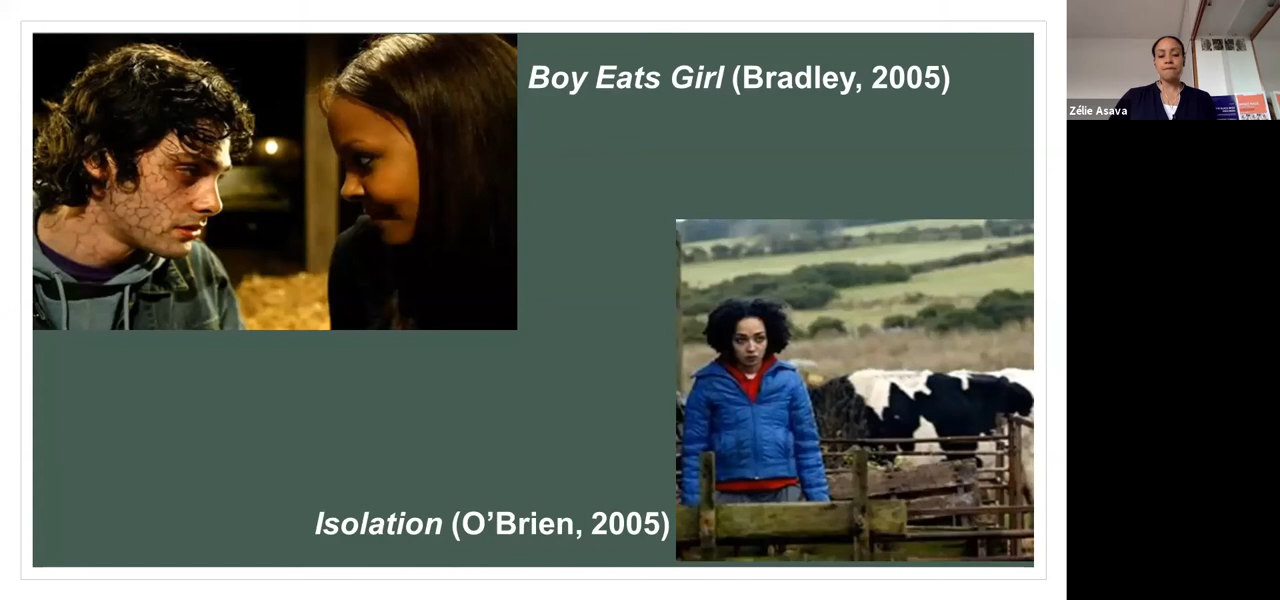 Boy Eats Girl (Bradley, 2005)
Zélie Asava
Isolation (O’Brien, 2005)